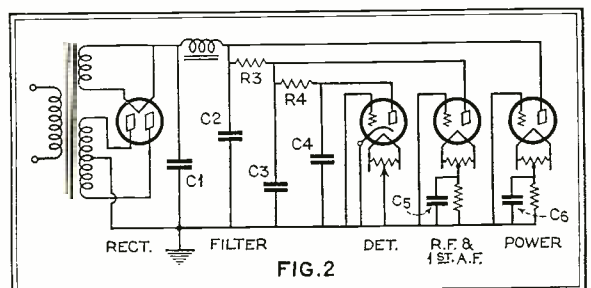 R3
R4
C2
C4
C1
C3
C5
C6
RECT.
FILTER
DET.
R.F. &
1ST. A.F.
POWER
FIG.2